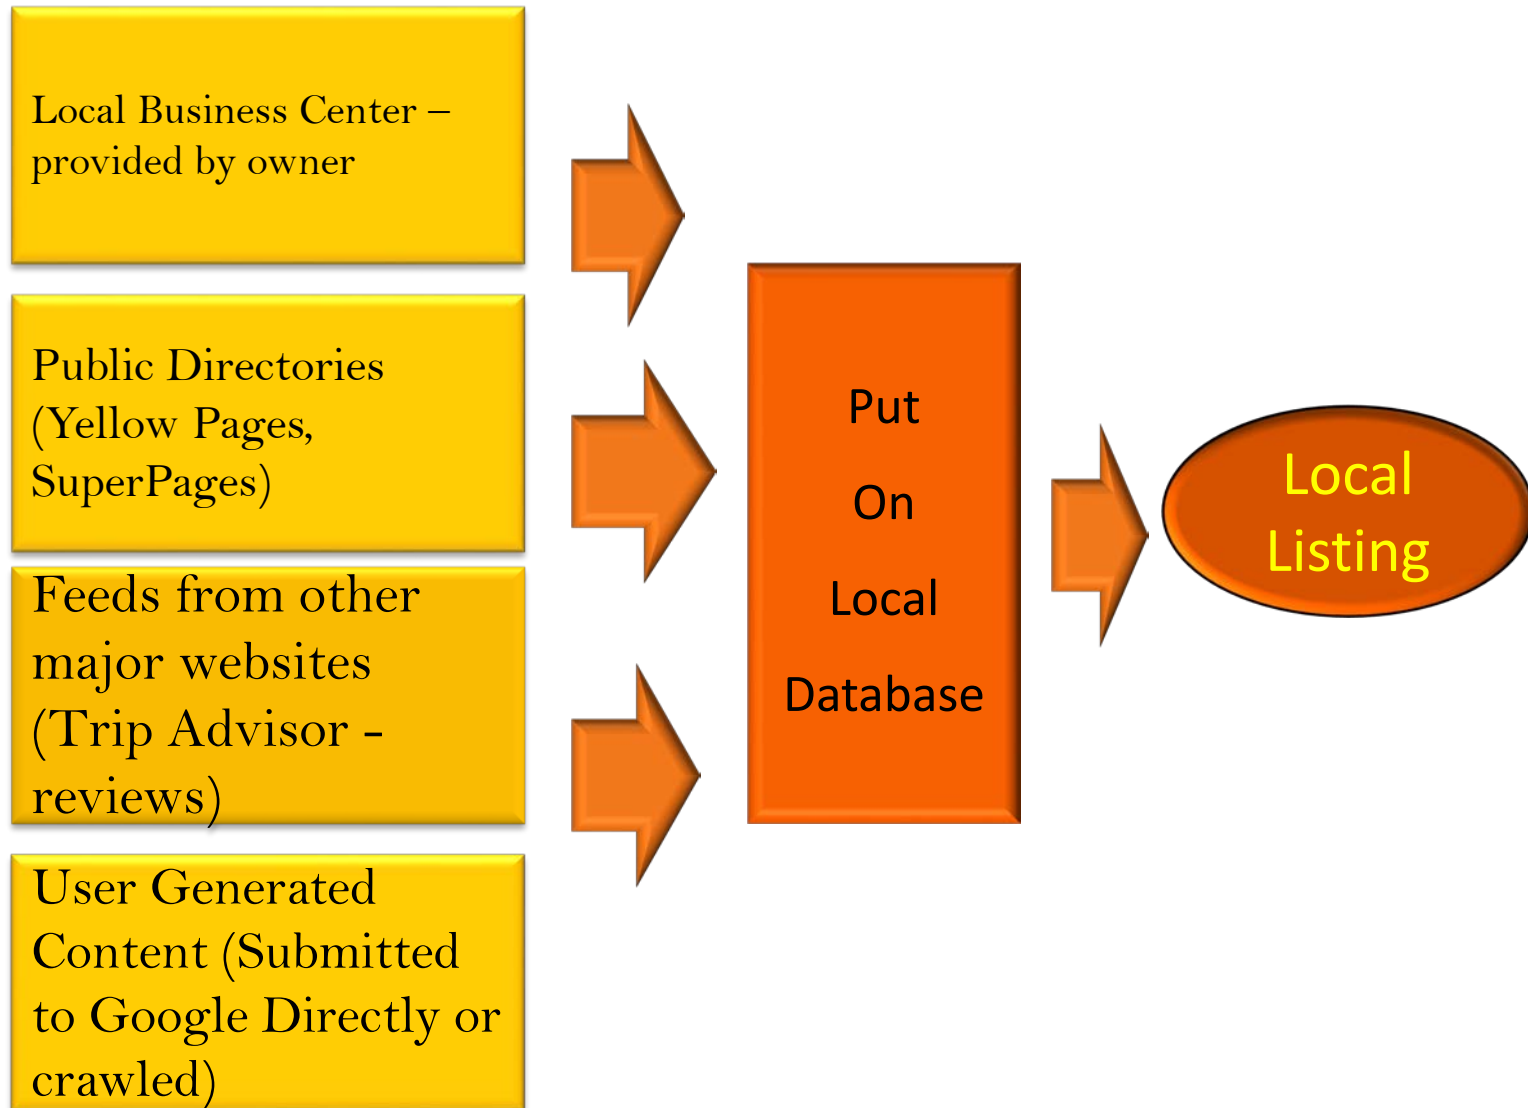 Local Business Center –
provided by owner
Public Directories
(Yellow Pages,
SuperPages)
Feeds from other
major websites
(Trip Advisor -
reviews)
User Generated
Content (Submitted
to Google Directly or
crawled)
Put
On
Local
Database
Local
Listing